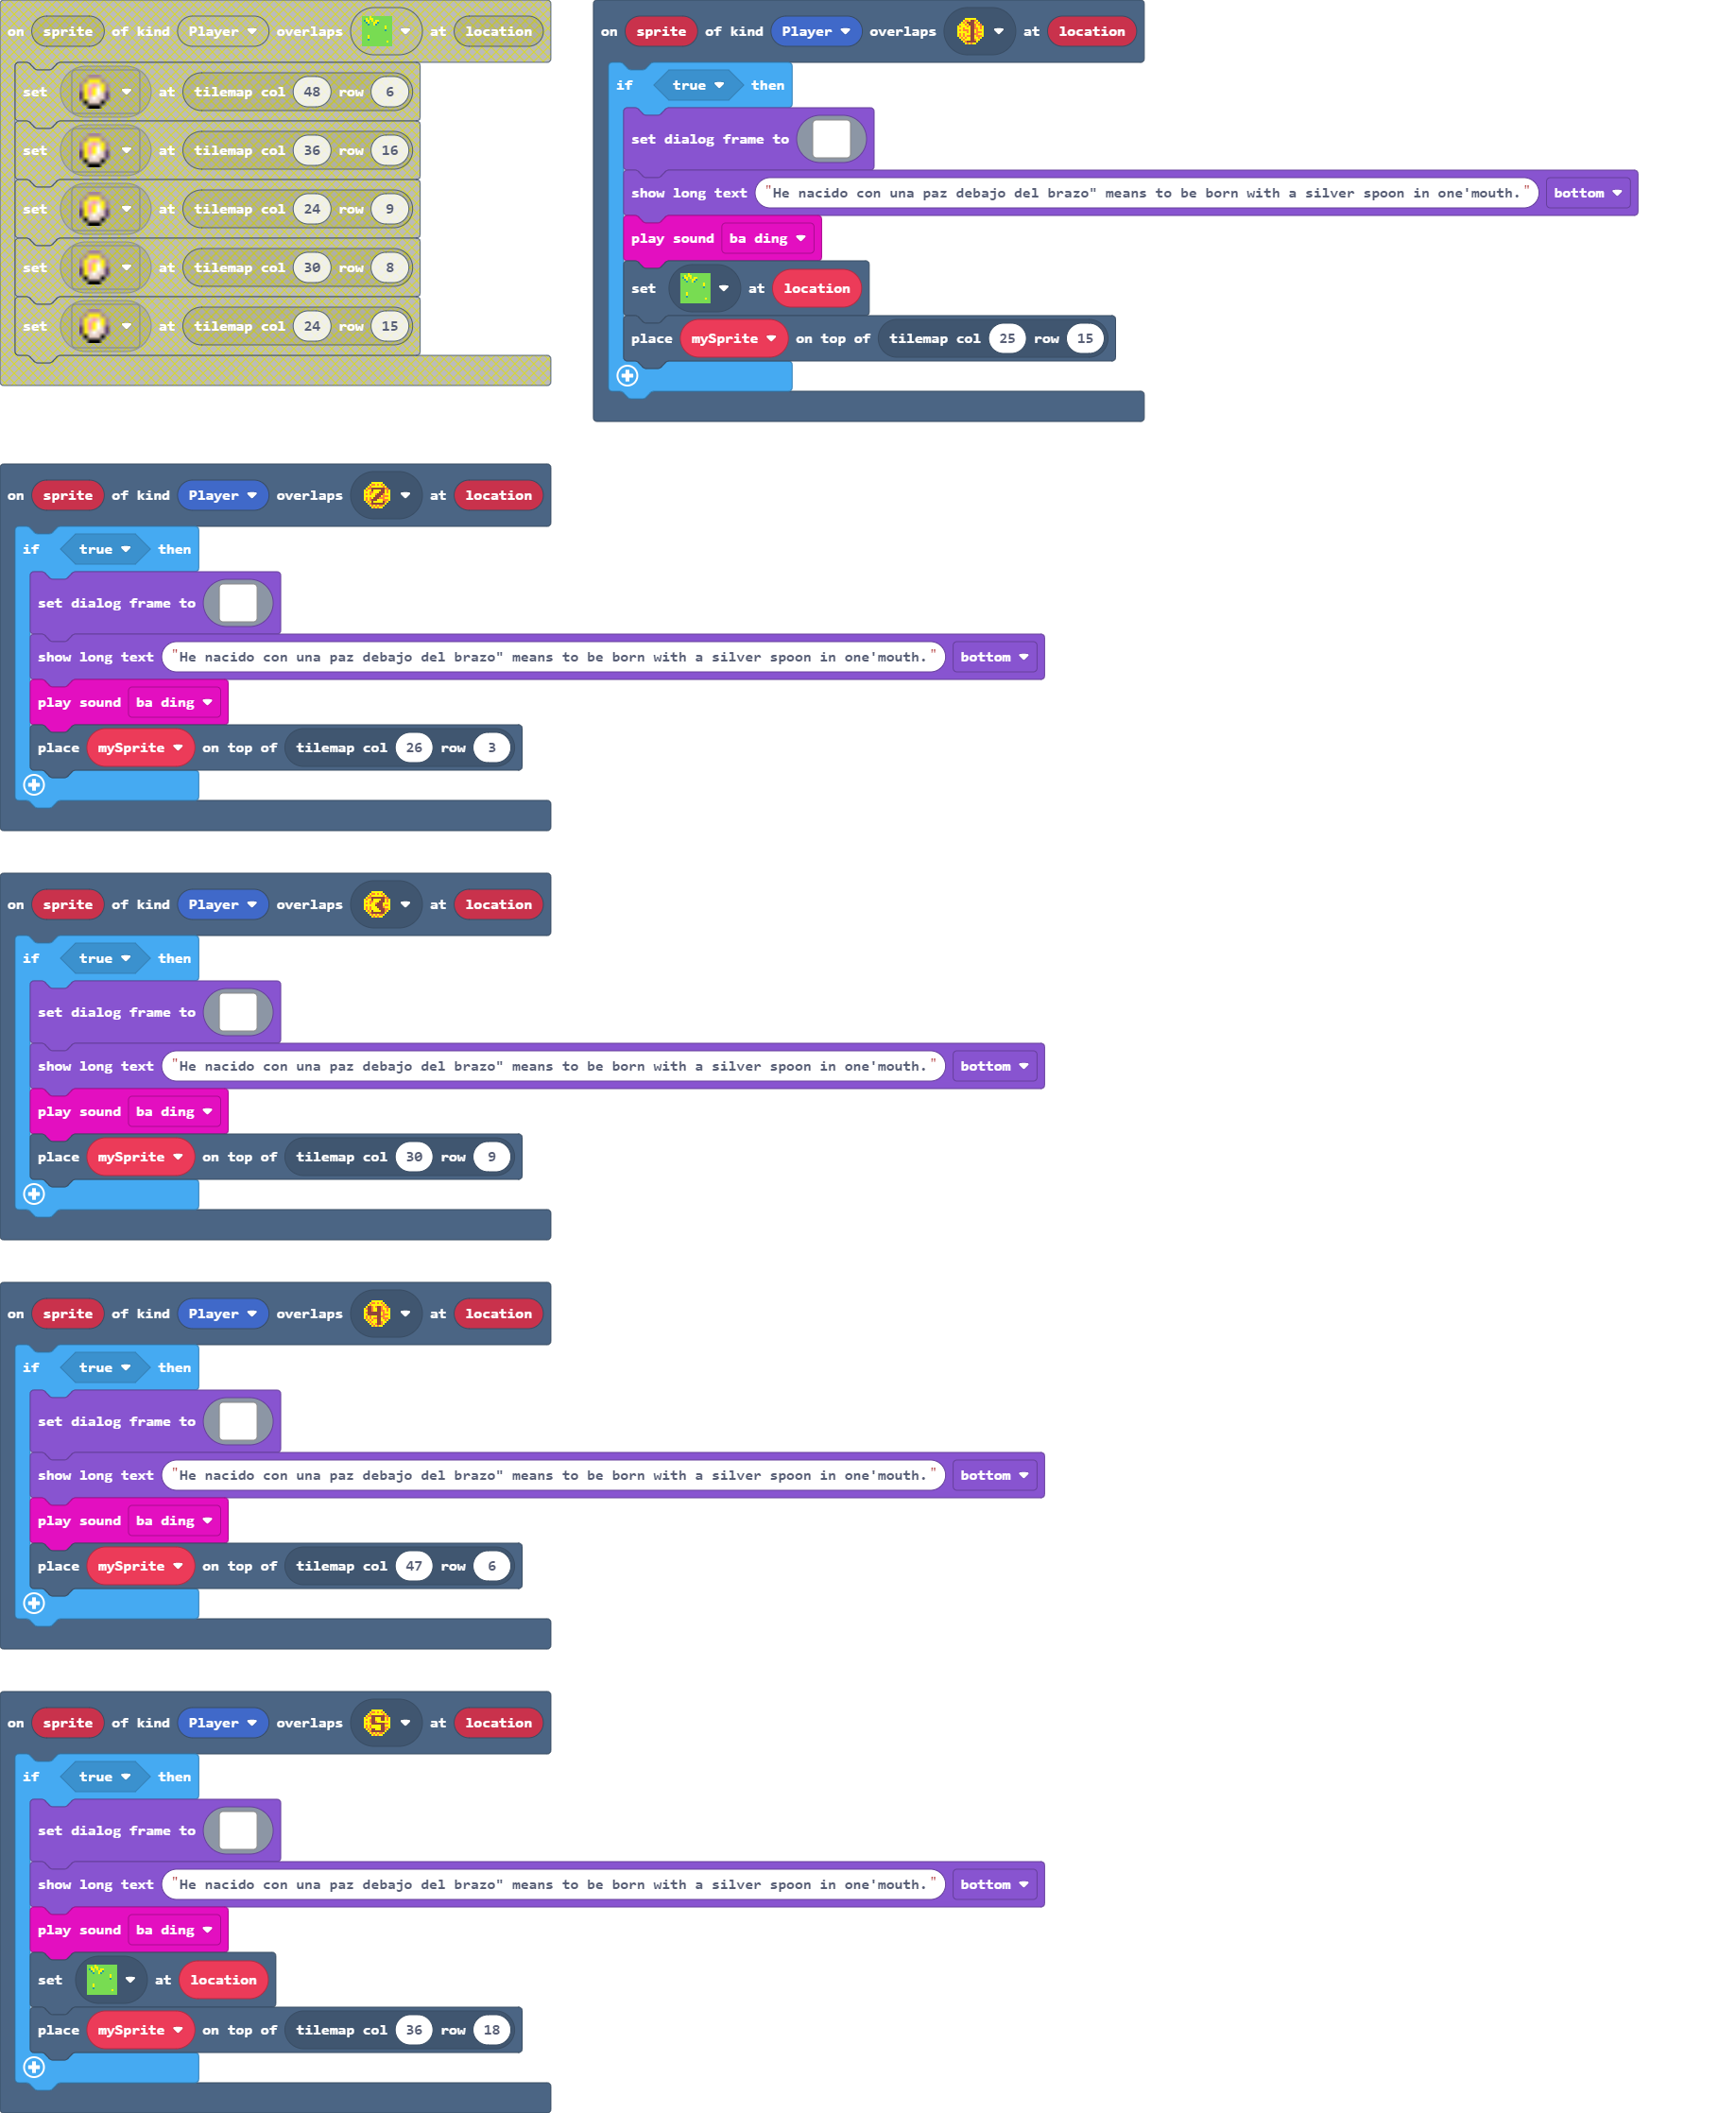 on sprite of kind Player overlaps at location
set at tilemap col 48 row 6
set at tilemap col 36 row 16
set at tilemap col 24 row 9
set at tilemap col 30 row 8
set at tilemap col 24 row 15
on sprite of kind Player overlaps 1 at location
if true then
set dialog frame to
show long text "He nacido con una paz debajo del brazo" means to be born with a silver spoon in one'mouth." bottom
play sound ba ding
set at location
place mySprite on top of tilemap col 25 row 15
on sprite of kind Player overlaps 2 at location
if true then
set dialog frame to
show long text "He nacido con una paz debajo del brazo" means to be born with a silver spoon in one'mouth." bottom
play sound ba ding
place mySprite on top of tilemap col 26 row 3
on sprite of kind Player overlaps 3 at location
if true then
set dialog frame to
show long text "He nacido con una paz debajo del brazo" means to be born with a silver spoon in one'mouth." bottom
play sound ba ding
place mySprite on top of tilemap col 30 row 9
on sprite of kind Player overlaps 4 at location
if true then
set dialog frame to
show long text "He nacido con una paz debajo del brazo" means to be born with a silver spoon in one'mouth." bottom
play sound ba ding
place mySprite on top of tilemap col 47 row 6
on sprite of kind Player overlaps 5 at location
if true then
set dialog frame to
show long text "He nacido con una paz debajo del brazo" means to be born with a silver spoon in one'mouth." bottom
play sound ba ding
set at location
place mySprite on top of tilemap col 36 row 18